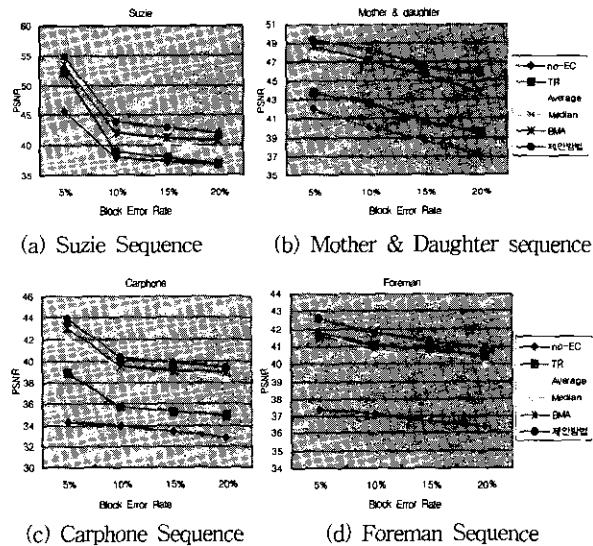 Suzie
60
55
50
45
40
35
PSNR
5% 10% 15% 20%
Block Error Rate
(a) Suzie Sequence
Mother & daughter
51
49
47
45
43
41
39
37
35
PSNR
5% 10% 15% 20%
Block Error Rate
no-EC
TR
Average
Median
BMA
제안방법
(b) Mother & Daughter sequence
Carphone
46
44
42
40
38
36
34
32
30
PSNR
5% 10% 15% 20%
Block Error Rate
(c) Carphone Sequence
Foreman
44
43
42
41
40
39
38
37
36
35
34
PSNR
5% 10% 15% 20%
Block Error Rate
no-EC
TR
Average
Median
BMA
제안방법
(d) Foreman Sequence